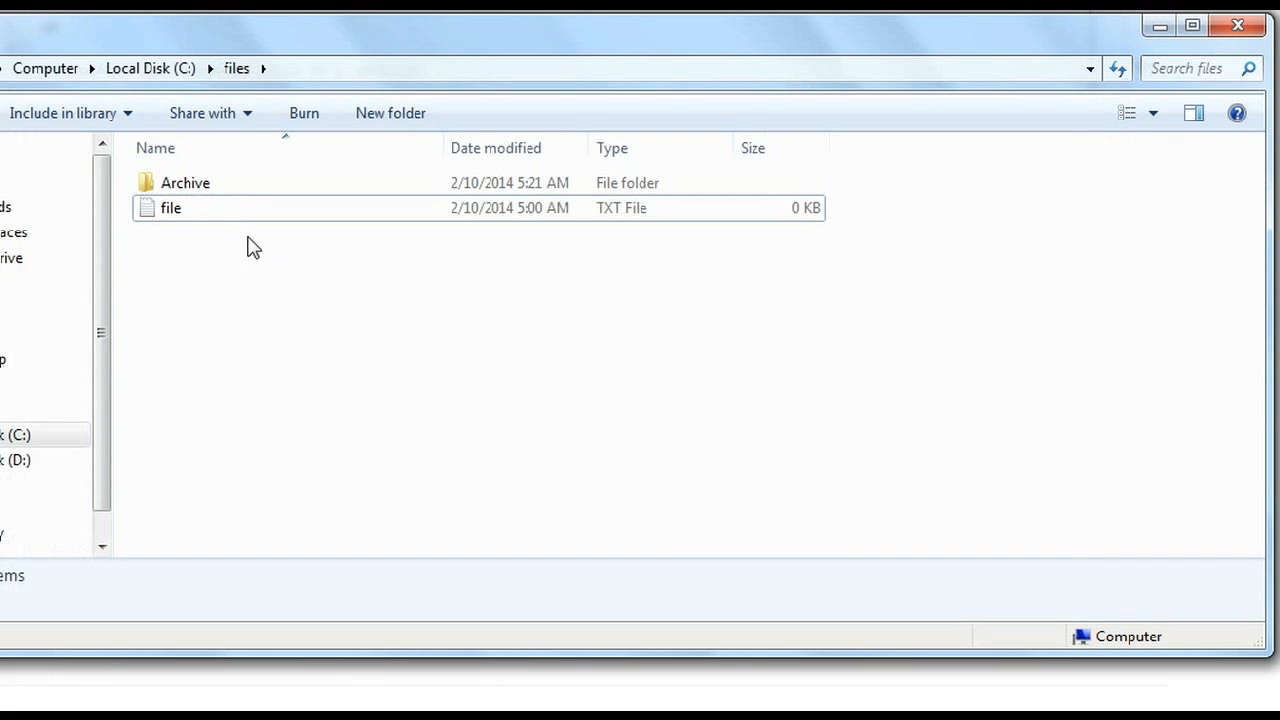 Computer Local Disk (C:) files Search files
Include in library Share with Burn New folder
Name Date modified Type Size
Archive 2/10/2014 5:21 AM File folder
file 2/10/2014 5:00 AM TXT File 0 KB
ds
aces
rive
p
k (C:)
k (D:)
Y
ems
Computer